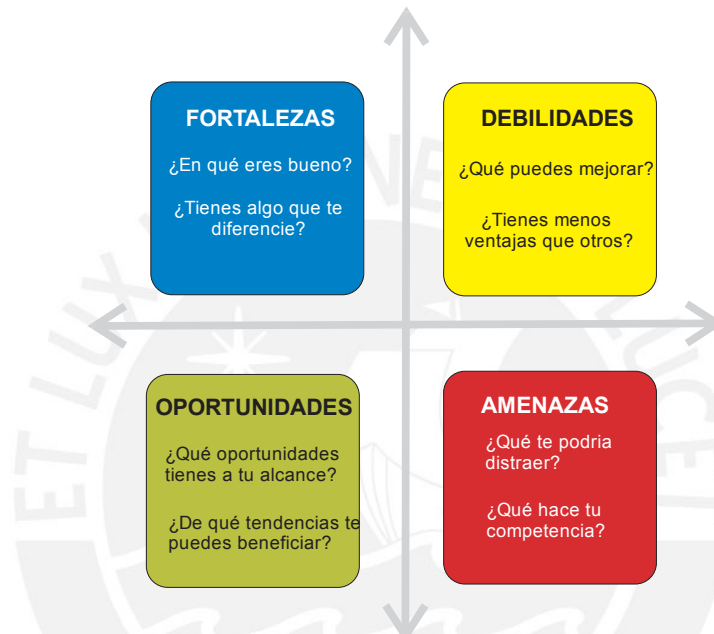 FORTALEZAS
¿En qué eres bueno?
¿Tienes algo que te
diferencie?
DEBILIDADES
¿Qué puedes mejorar?
¿Tienes menos
ventajas que otros?
OPORTUNIDADES
¿Qué oportunidades
tienes a tu alcance?
¿De qué tendencias te
puedes beneficiar?
AMENAZAS
¿Qué te podria
distraer?
¿Qué hace tu
competencia?
ET LUX